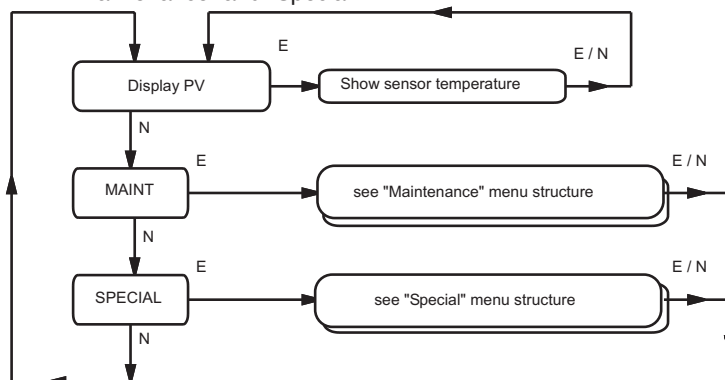 E
E / N
Display PV
Show sensor temperature
N
E
E / N
MAINT
see "Maintenance" menu structure
N
E
E / N
SPECIAL
see "Special" menu structure
N